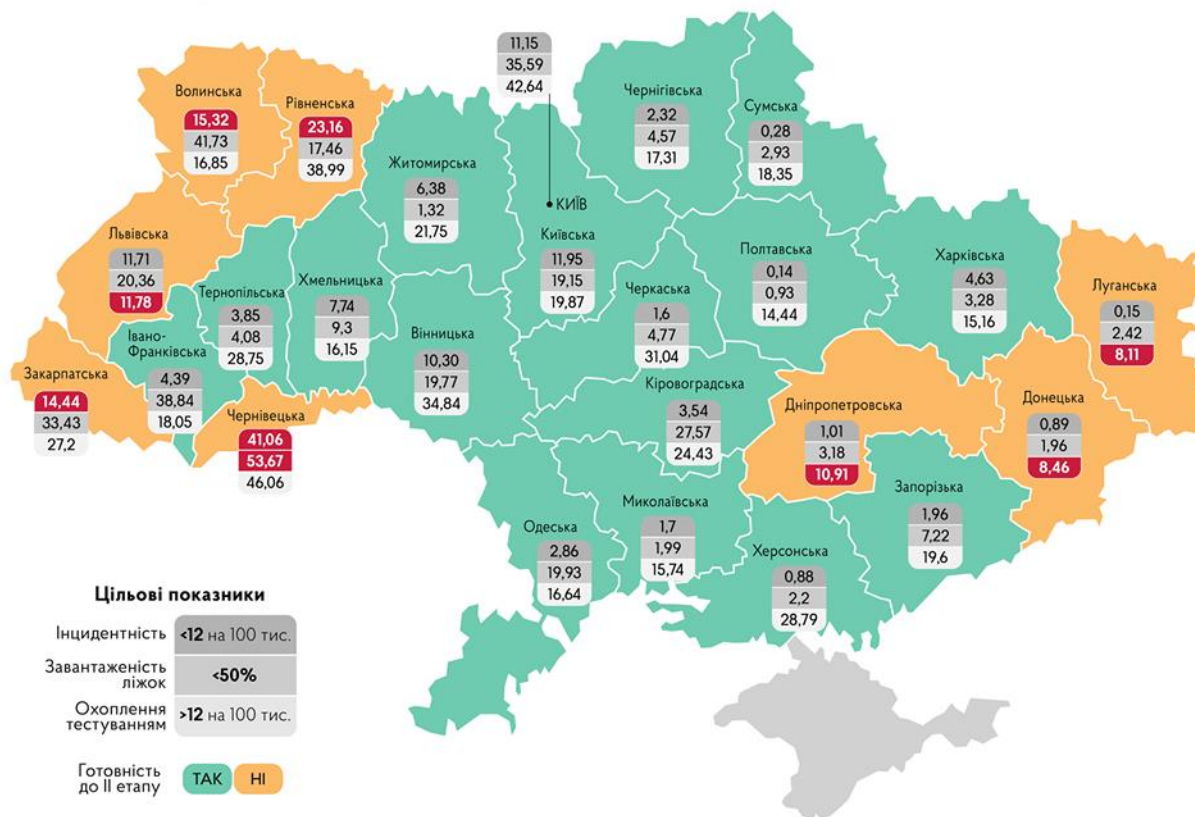 11,15
35,59
42,64
Волинська
15,32
41,73
16,85
Рівненська
23,16
17,46
38,99
Житомирська
6,38
1,32
21,75
КИЇВ
Київська
11,95
19,15
19,87
Чернігівська
2,32
4,57
17,31
Сумська
0,28
2,93
18,35
Львівська
11,71
20,36
11,78
Тернопільська
3,85
4,08
28,75
Хмельницька
7,74
9,3
16,15
Вінницька
10,30
19,77
34,84
Черкаська
1,6
4,77
31,04
Полтавська
0,14
0,93
14,44
Харківська
4,63
3,28
15,16
Луганська
0,15
2,42
8,11
Закарпатська
14,44
33,43
27,2
Івано-
Франківська
4,39
38,84
18,05
Чернівецька
41,06
53,67
46,06
Кіровоградська
3,54
27,57
24,43
Дніпропетровська
1,01
3,18
10,91
Донецька
0,89
1,96
8,46
Одеська
2,86
19,93
16,64
Миколаївська
1,7
1,99
15,74
Херсонська
0,88
2,2
28,79
Запорізька
1,96
7,22
19,6
Цільові показники
Інцидентність <12 на 100 тис.
Завантаженість
ліжок <50%
Охоплення
тестуванням >12 на 100 тис.
Готовність
до II етапу ТАК НІ